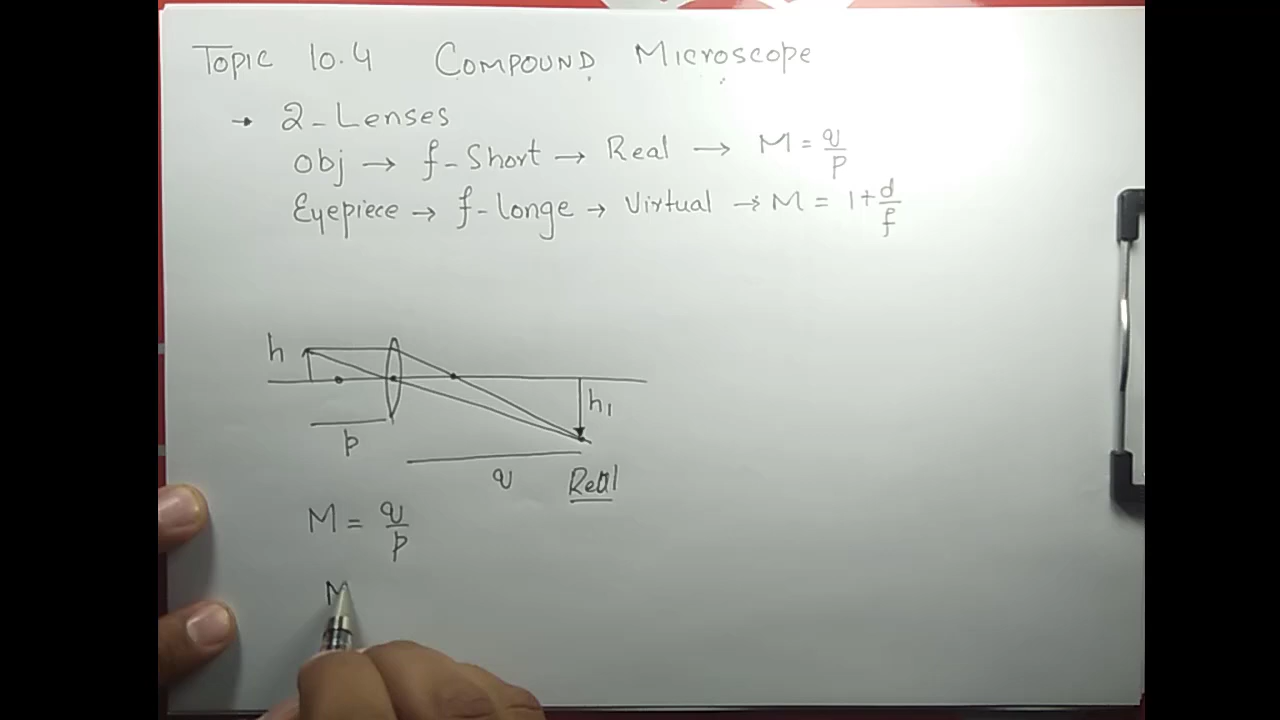 Topic 10.4 Compound Microscope
→ 2-Lenses
Obj → f-Short → Real → M = q/p
Eyepiece → f-longe → Virtual → M = 1+d/f
h
h₁
p
q
Real
M = q/p
M